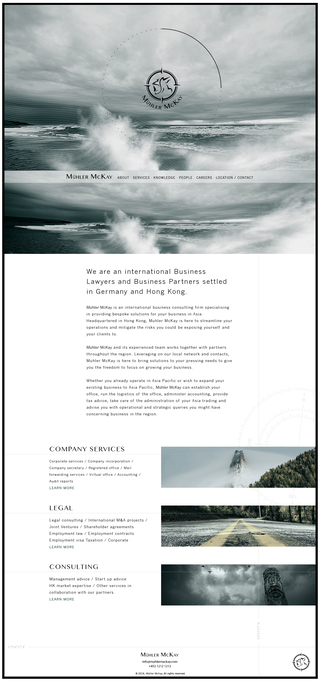 MÜHLER MCKAY
MÜHLER MCKAY ABOUT · SERVICES · KNOWLEDGE · PEOPLE · CAREERS · LOCATION / CONTACT
We are an international Business
Lawyers and Business Partners settled
in Germany and Hong Kong.
Mühler McKay is an international business consulting firm specialising
in providing bespoke solutions for your business in Asia.
Headquartered in Hong Kong, Mühler McKay is here to streamline your
operations and mitigate the risks you could be exposing yourself and
your clients to.
Mühler McKay and its experienced team works together with partners
throughout the region. Leveraging on our local network and contacts,
Mühler McKay is here to bring solutions to your pressing needs to give
you the freedom to focus on growing your business.
Whether you already operate in Asia Pacific or wish to expand your
existing business to Asia Pacific, Mühler McKay can establish your
office, run the logistics of the office, administer accounting, provide
tax advice, take care of the administration of your Asia trading and
advise you with operational and strategic queries you might have
concerning business in the region.
COMPANY SERVICES
Corporate services / Company incorporation /
Company secretary / Registered office / Mail
forwarding services / Virtual office / Accounting /
Audit reports
LEARN MORE
LEGAL
Legal consulting / International M&A projects /
Joint Ventures / Shareholder agreements
Employment law / Employment contracts
Employment visa Taxation / Corporate
LEARN MORE
CONSULTING
Management advice / Start up advice
HK market expertise / Other services in
collaboration with our partners
LEARN MORE
MÜHLER MCKAY
info@muhlermckay.com